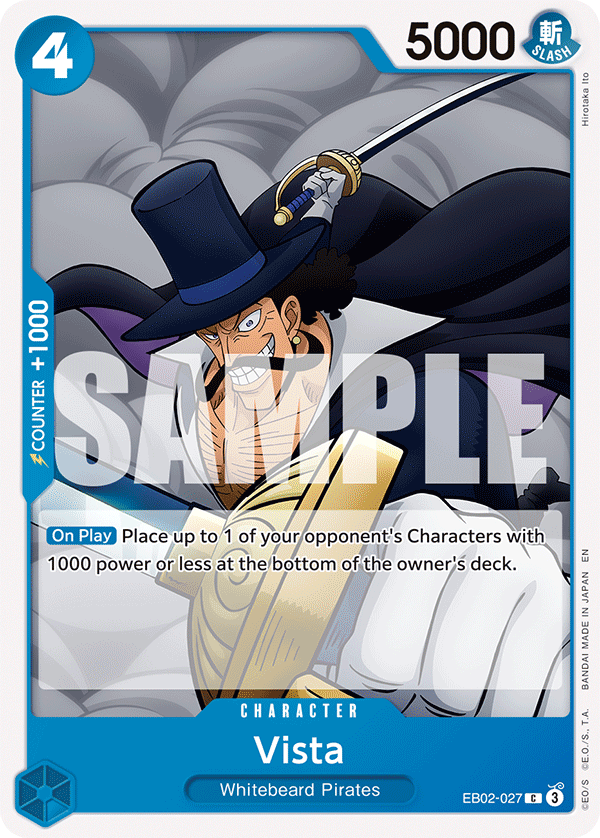 4
5000
斬
SLASH
Hirotaka Ito
COUNTER +1000
SAMPLE
On Play Place up to 1 of your opponent's Characters with
1000 power or less at the bottom of the owner's deck.
CHARACTER
Vista
Whitebeard Pirates
EB02-027 C 3
©EO/S ©E.O./S., T.A. BANDAI MADE IN JAPAN EN